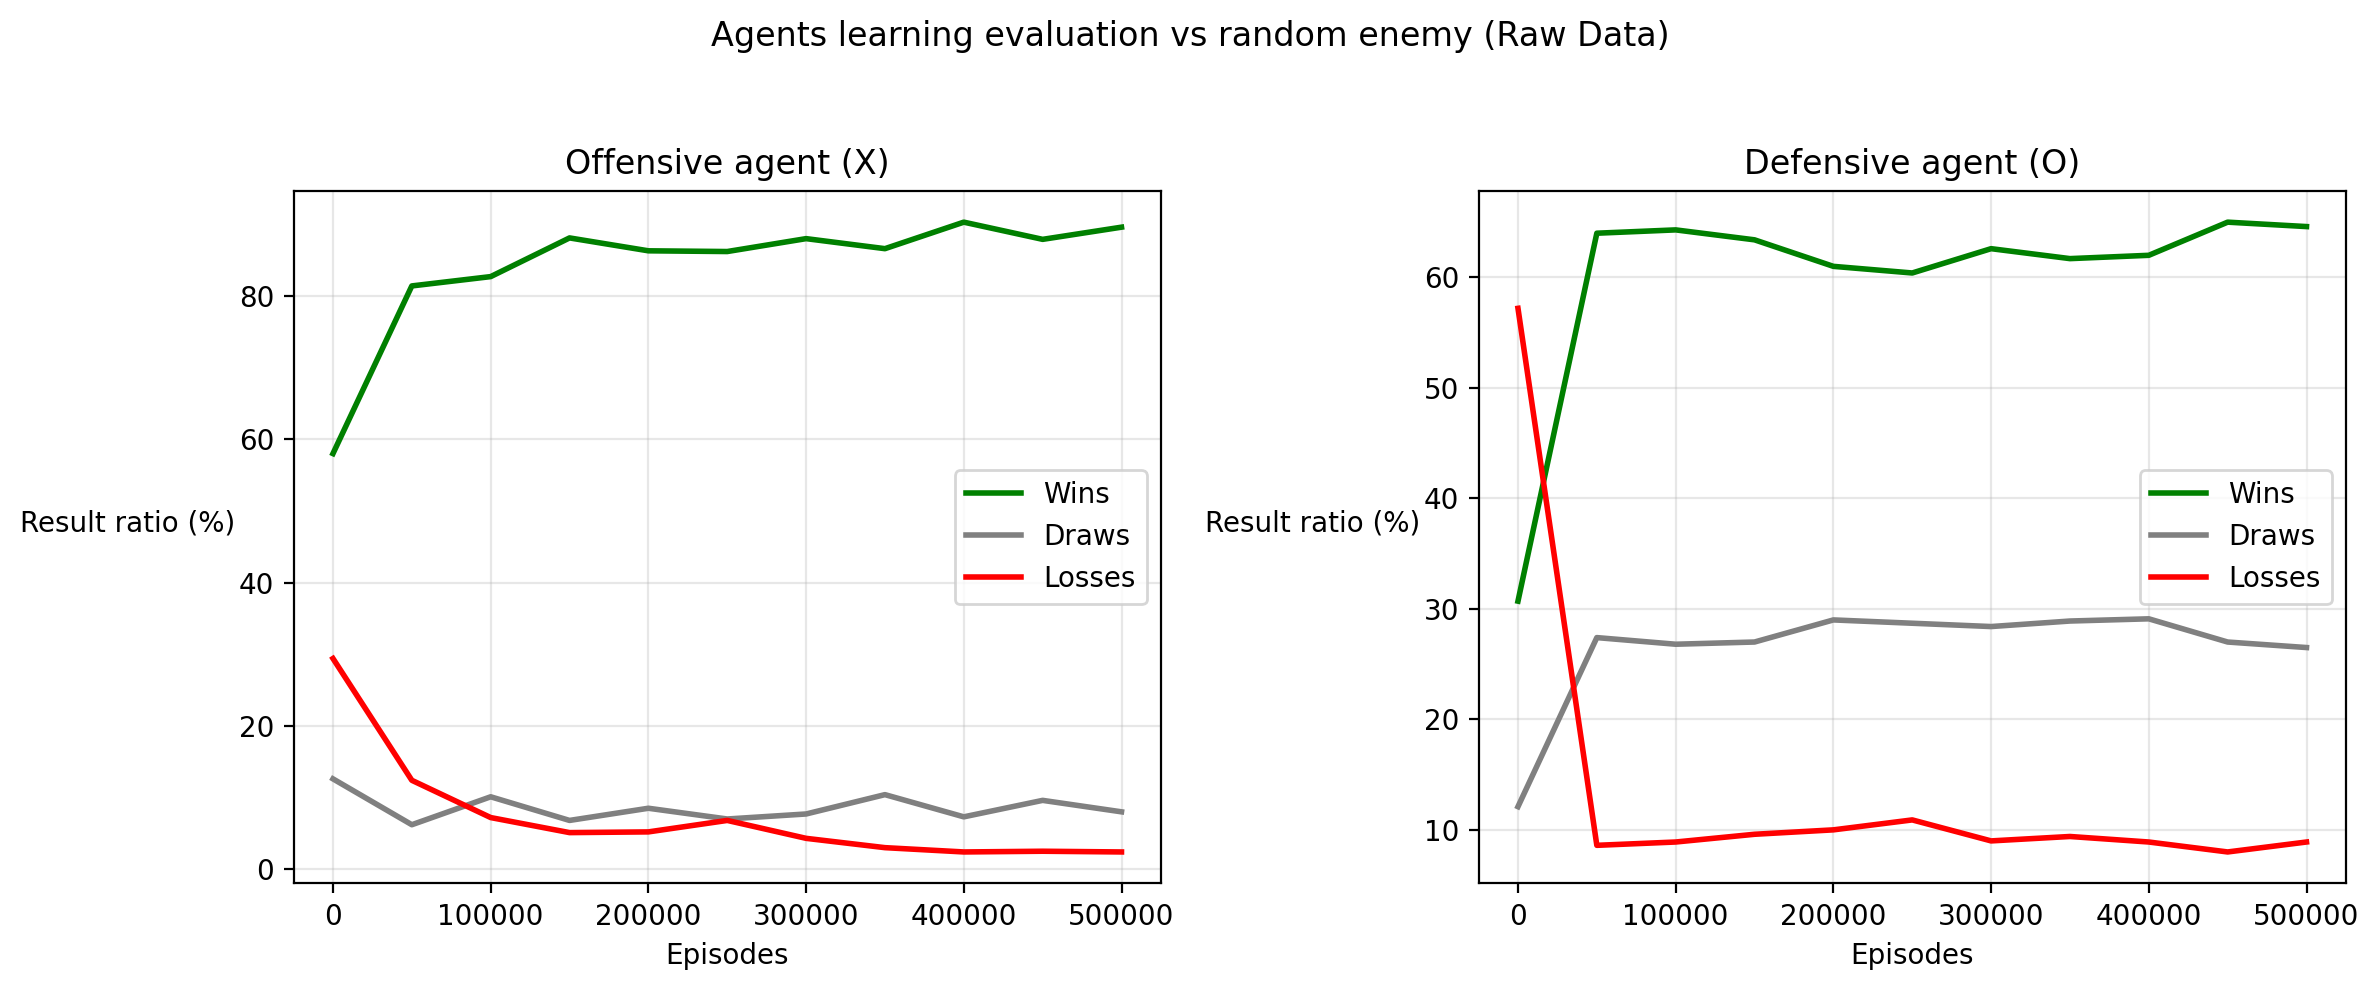 Agents learning evaluation vs random enemy (Raw Data)
Offensive agent (X)
80
60
40
20
0
Result ratio (%)
Wins
Draws
Losses
0
100000
200000
300000
400000
500000
Episodes
Defensive agent (O)
60
50
40
30
20
10
Result ratio (%)
Wins
Draws
Losses
0
100000
200000
300000
400000
500000
Episodes